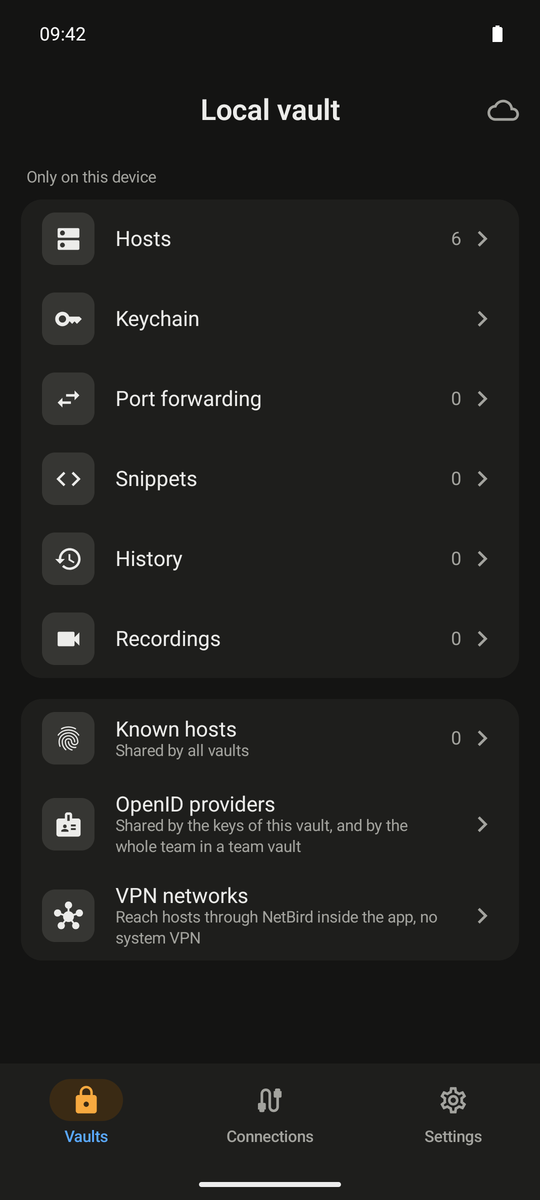 09:42
Local vault
Only on this device
Hosts 6
Keychain
Port forwarding 0
Snippets 0
History 0
Recordings 0
Known hosts 0
Shared by all vaults
OpenID providers
Shared by the keys of this vault, and by the
whole team in a team vault
VPN networks
Reach hosts through NetBird inside the app, no
system VPN
Vaults Connections Settings